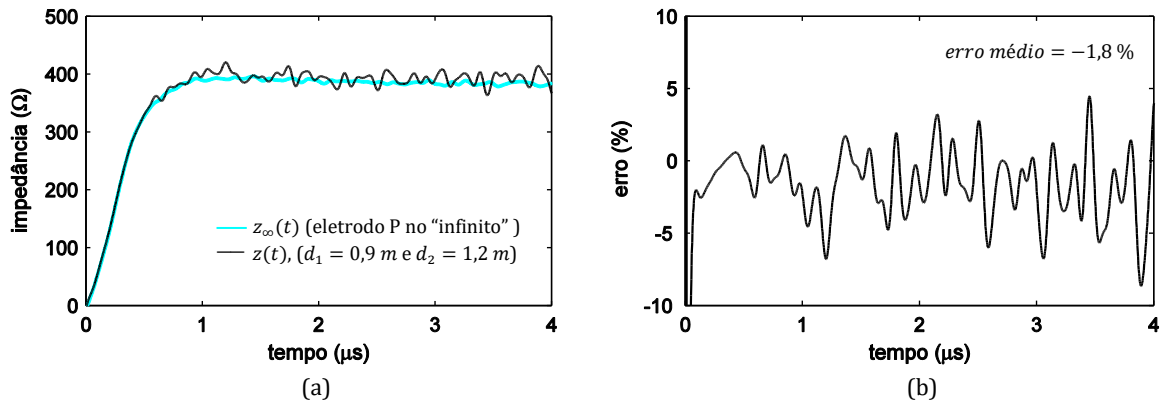 500
400
300
200
100
0
impedância (Ω)
z∞(t) (eletrodo P no “infinito” )
z(t), (d₁ = 0,9 m e d₂ = 1,2 m)
0 1 2 3 4
tempo (μs)
(a)
10
5
0
-5
-10
erro (%)
erro médio = −1,8 %
0 1 2 3 4
tempo (μs)
(b)